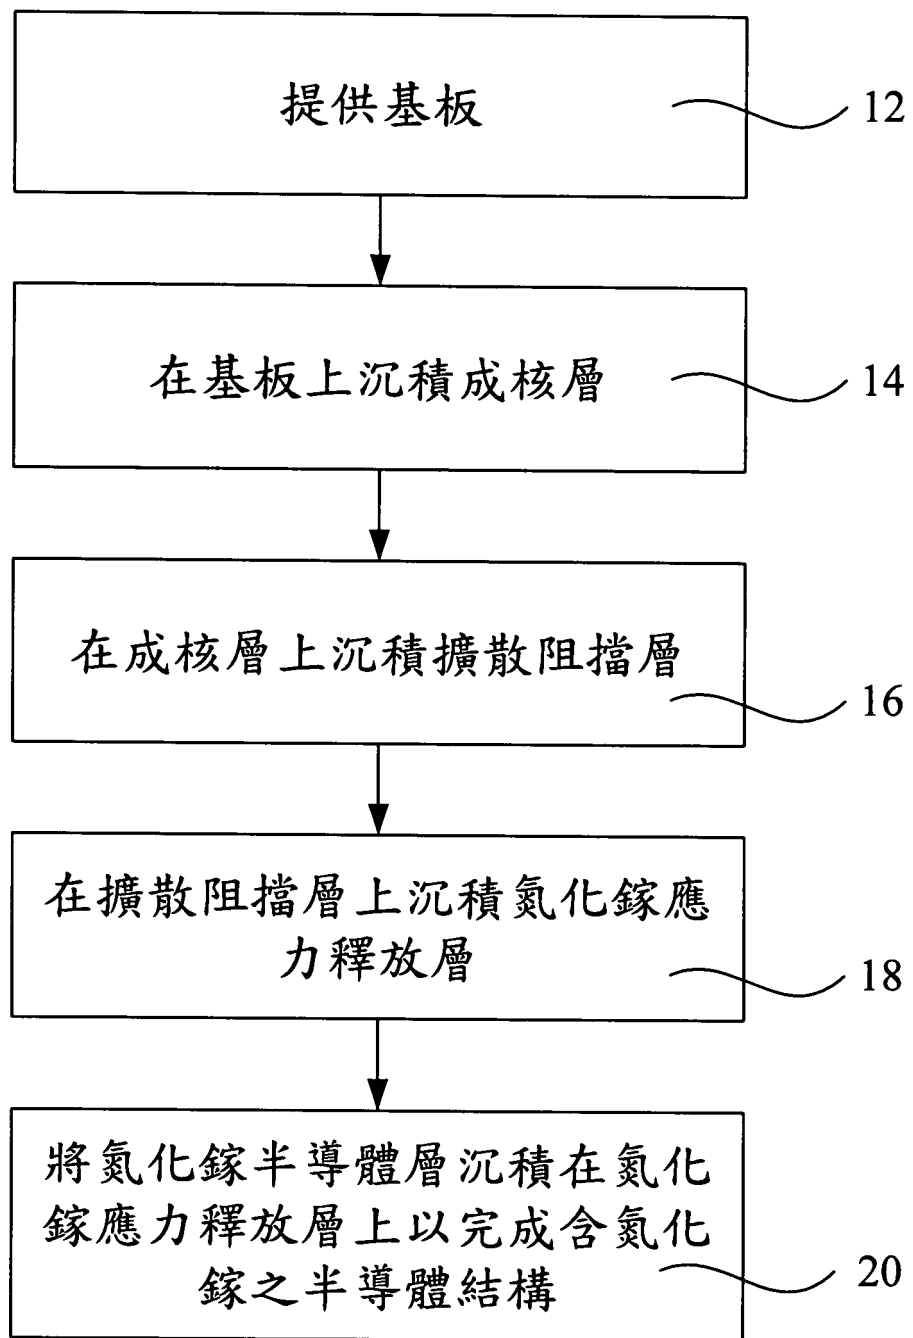 提供基板
12
在基板上沉積成核層
14
在成核層上沉積擴散阻擋層
16
在擴散阻擋層上沉積氮化鎵應
力釋放層
18
將氮化鎵半導體層沉積在氮化
鎵應力釋放層上以完成含氮化
鎵之半導體結構
20